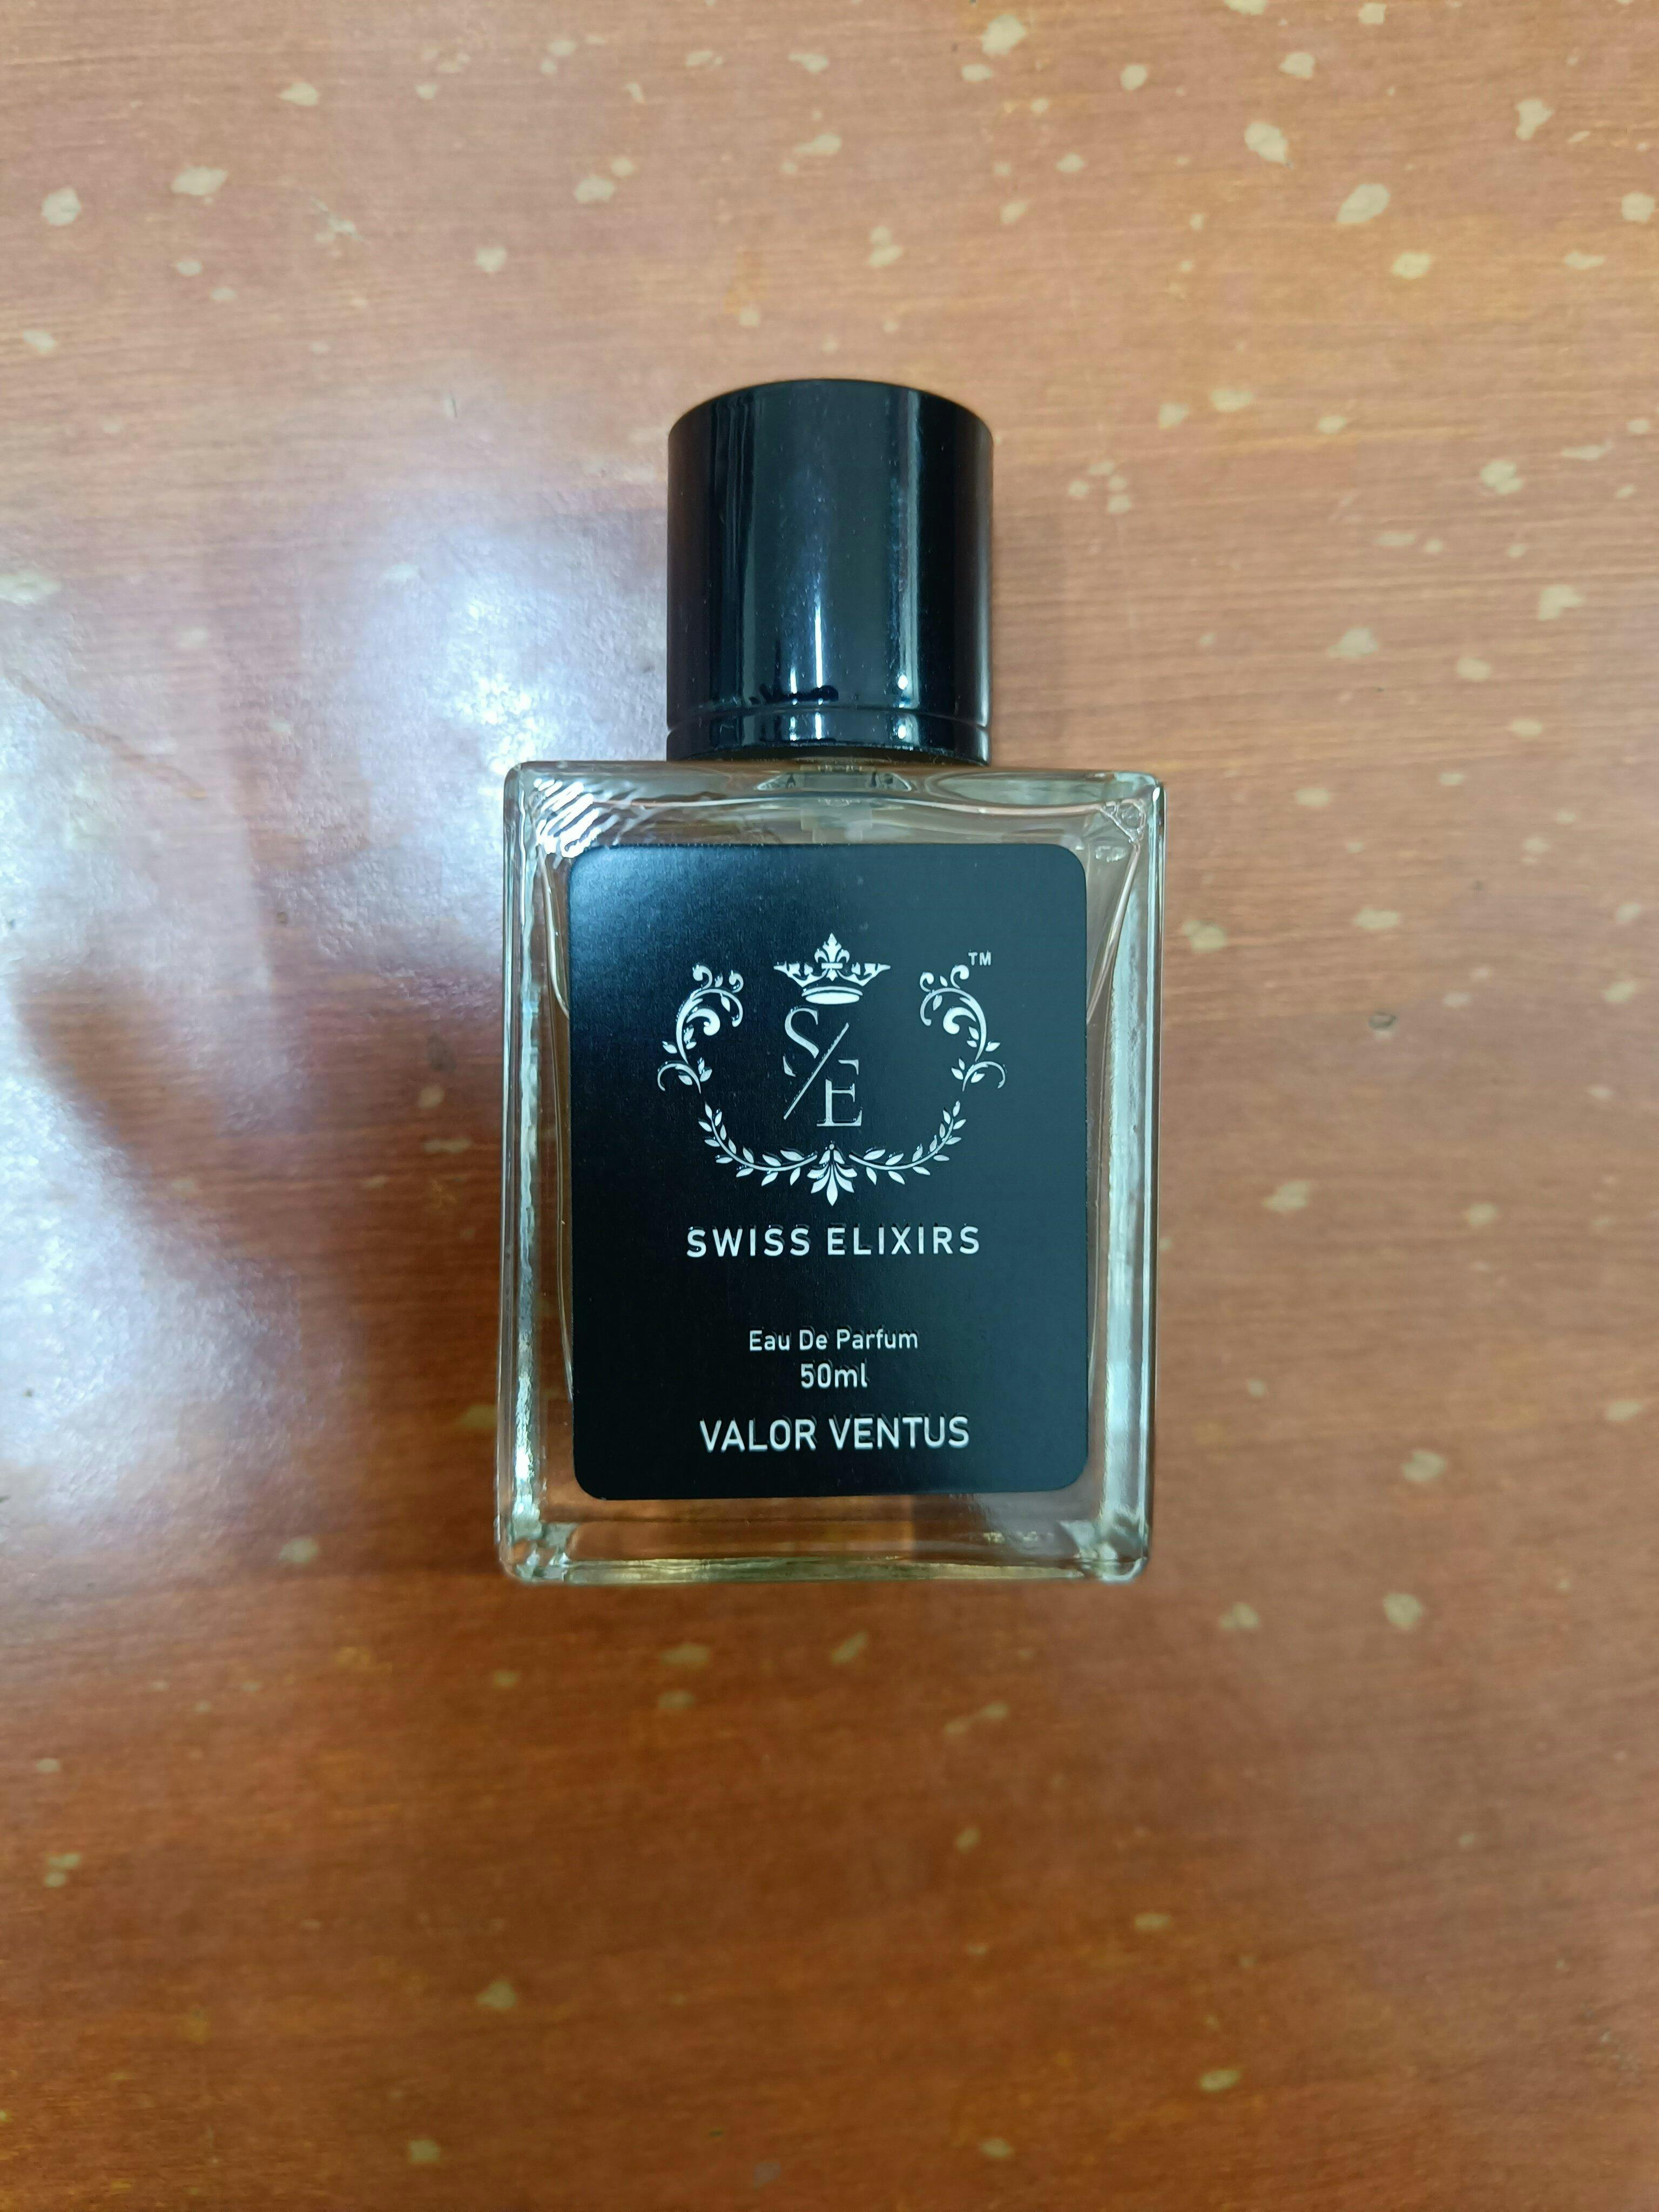 TM
S/E
SWISS ELIXIRS
Eau De Parfum
50ml
VALOR VENTUS